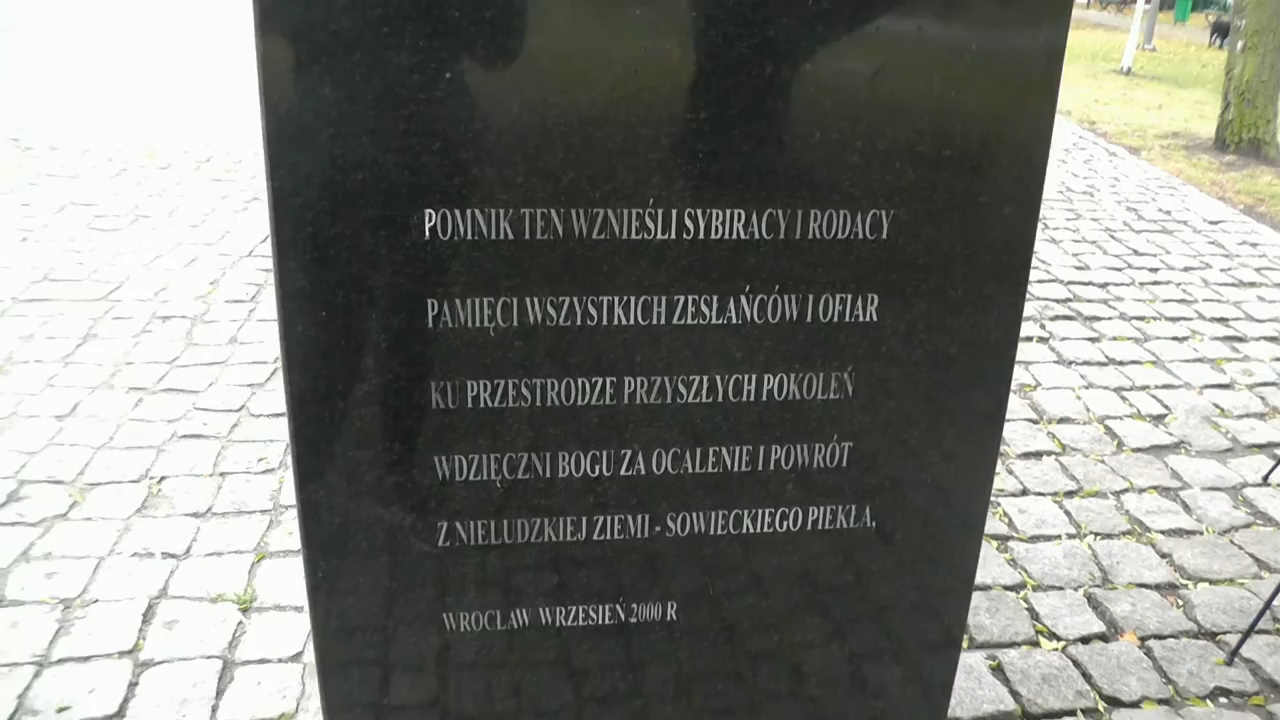 POMNIK TEN WZNIEŚLI SYBIRACY I RODACY
PAMIĘCI WSZYSTKICH ZESŁAŃCÓW I OFIAR
KU PRZESTRODZE PRZYSZŁYCH POKOLEŃ
WDZIĘCZNI BOGU ZA OCALENIE I POWRÓT
Z NIELUDZKIEJ ZIEMI - SOWIECKIEGO PIEKŁA,
WROCŁAW WRZESIEŃ 2000 R